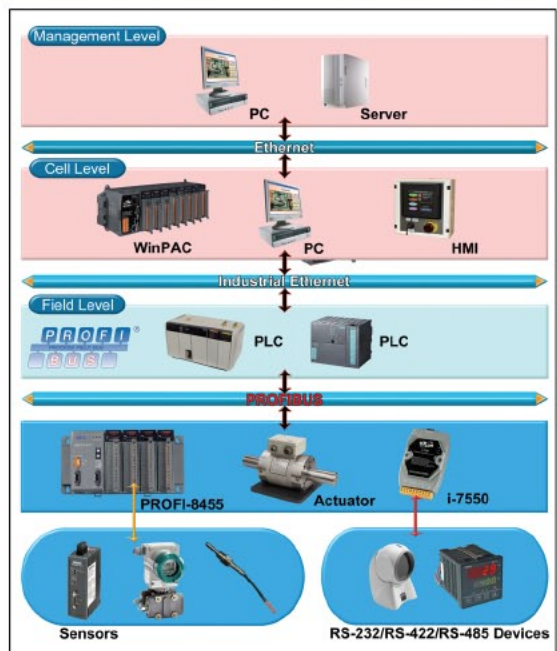 Management Level
PC
Server
Ethernet
Cell Level
WinPAC
PC
HMI
Industrial Ethernet
Field Level
PROFI®
BUS
PLC
PLC
PROFIBUS
PROFI-8455
Actuator
i-7550
Sensors
RS-232/RS-422/RS-485 Devices